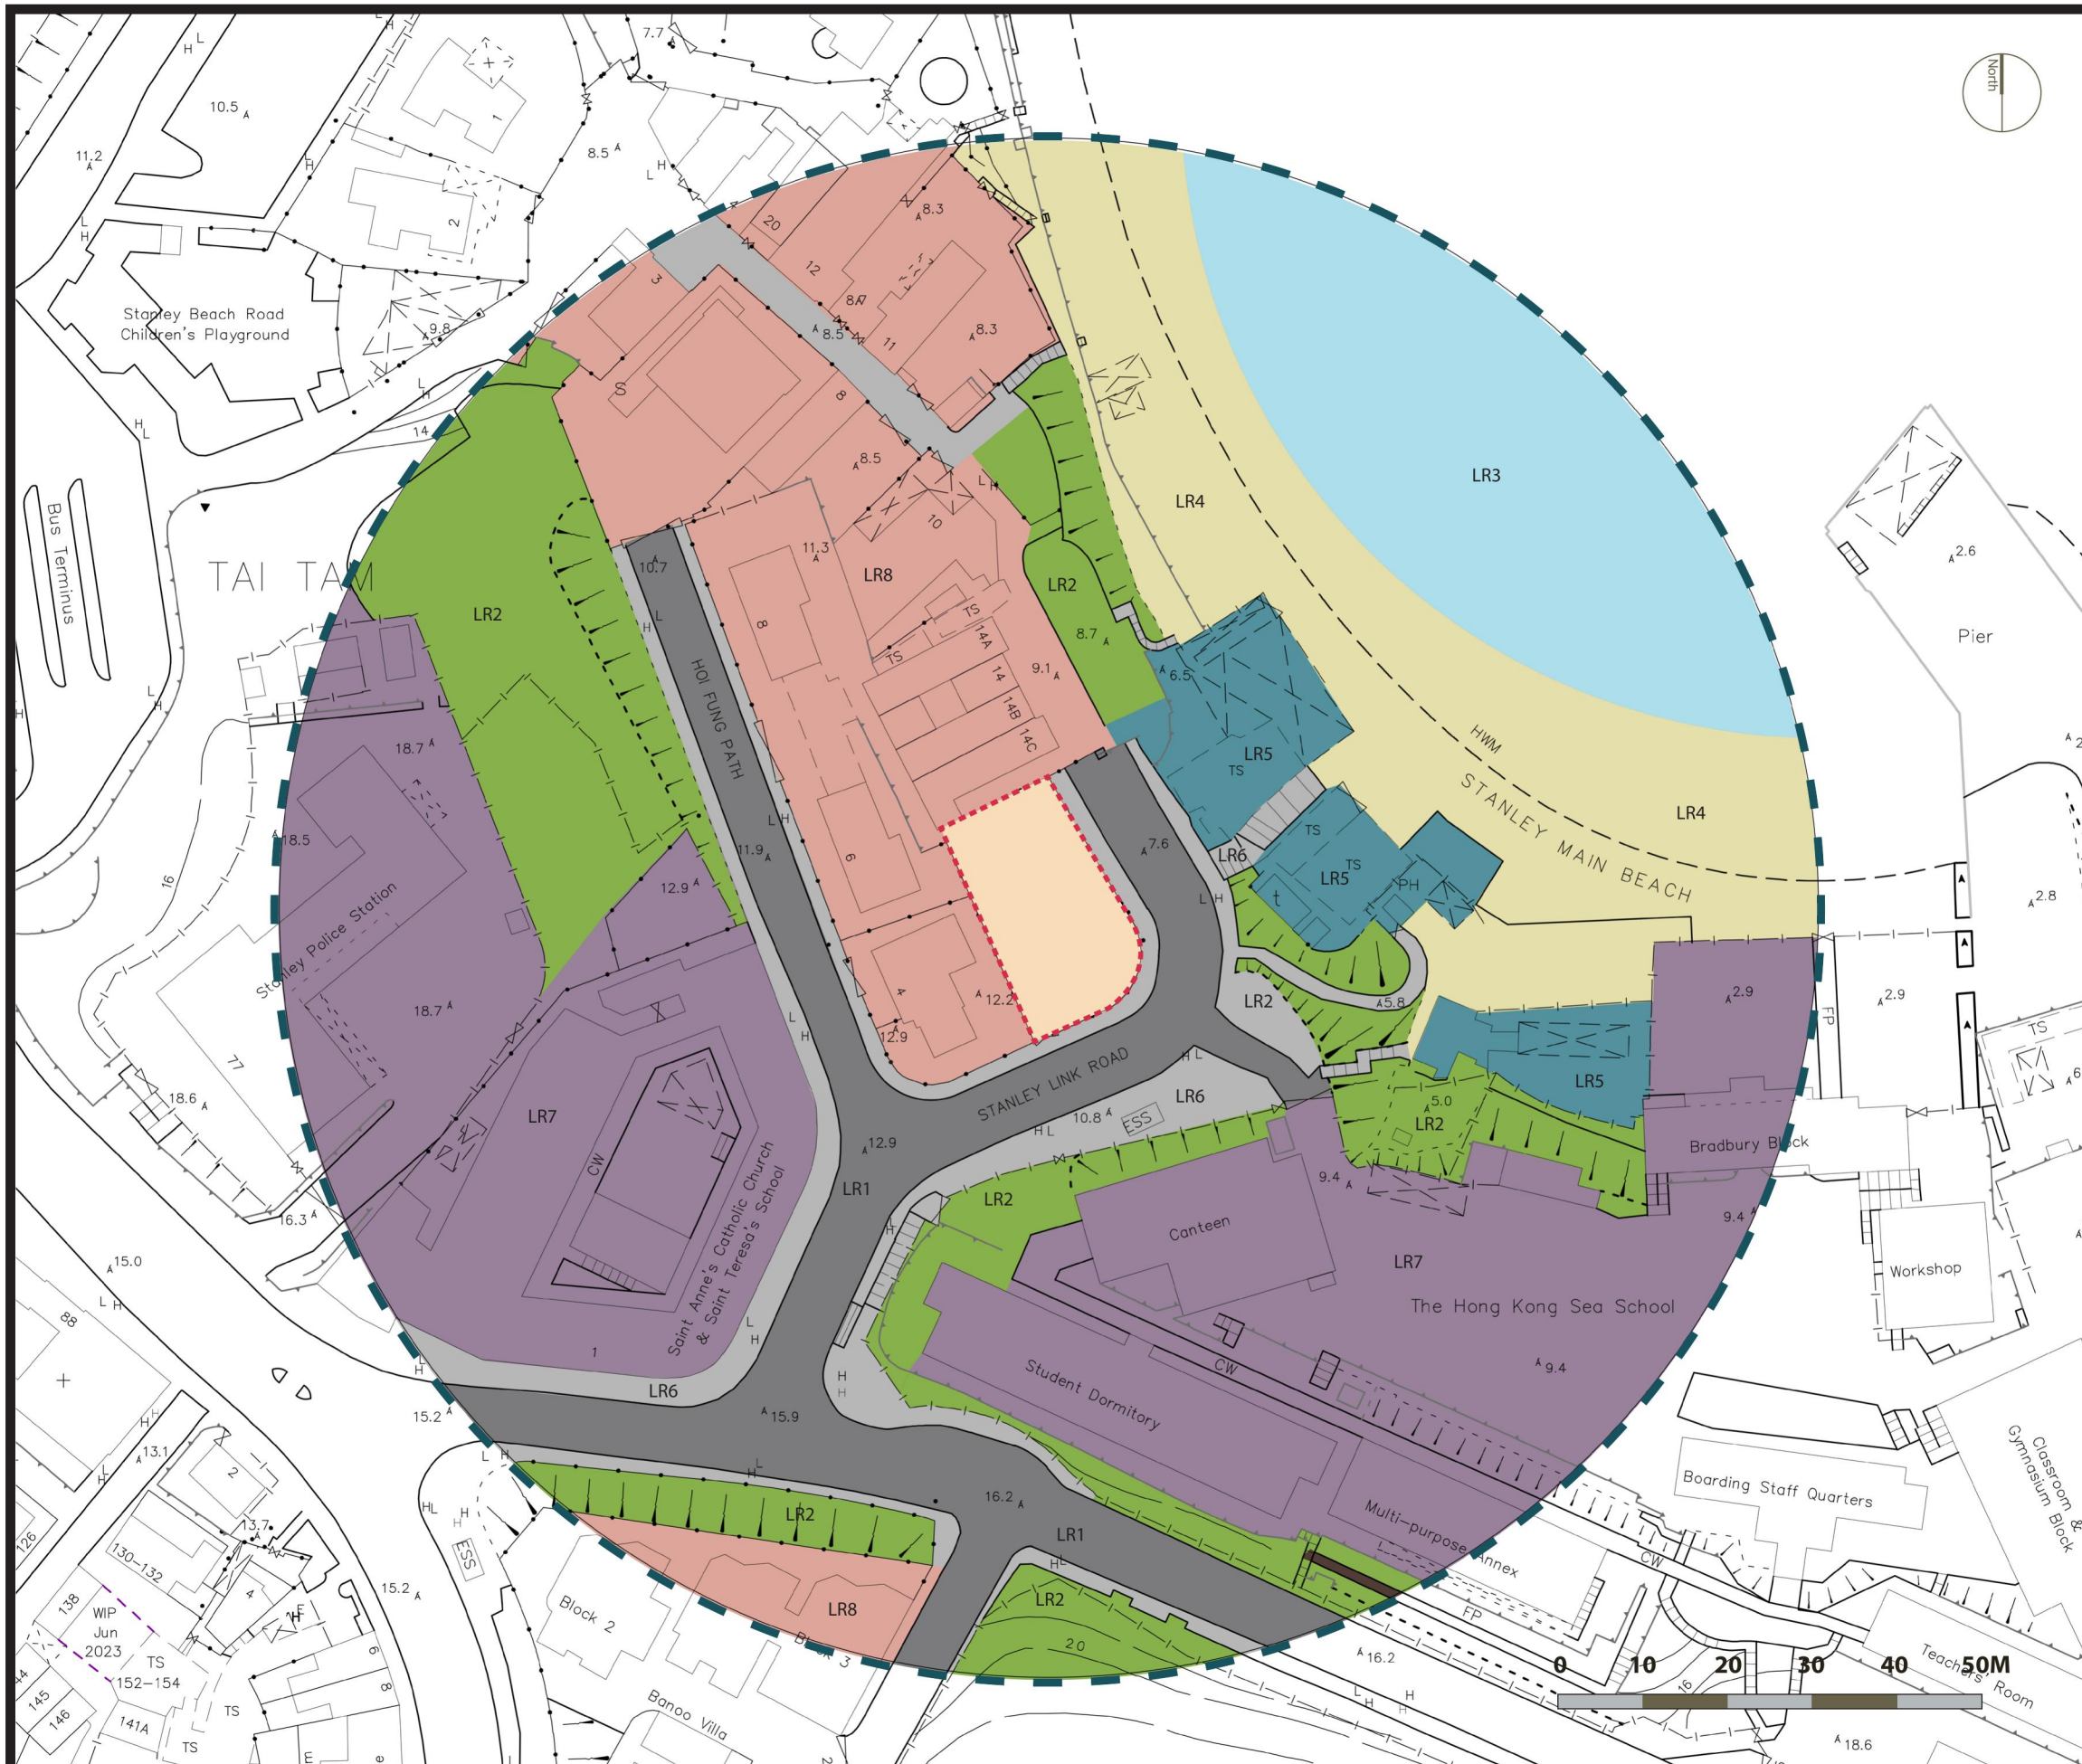 North
7.7
10.5
11.2
8.5
1
2
Stanley Beach Road
Children's Playground
9.8
14
Bus Terminus
TAI TAM
3
20
12
11
8.3
8.7
8.5
8.3
S
8
8.5
10
LR3
LR4
LR2
10.7
11.3
LR8
TS
TS
14A
14
14B
14C
9.1
LR2
8.7
6.5
LR5
TS
HOI FUNG PATH
8
6
11.9
4
12.2
12.9
7.6
LR6
TS
TS
LR5
PH
t
HWM
STANLEY MAIN BEACH
LR4
2.6
Pier
2.8
2.9
2.9
FP
TS
18.7
18.5
16
12.9
Stanley Police Station
18.7
77
18.6
16.3
LR7
CW
Saint Anne's Catholic Church
& Saint Teresa's School
1
STANLEY LINK ROAD
12.9
LR1
10.8
ESS
LR6
LR2
5.8
LR5
5.0
LR2
Bradbury Block
LR2
9.4
Canteen
LR7
9.4
The Hong Kong Sea School
9.4
Workshop
Student Dormitory
CW
Multi-purpose Annex
Boarding Staff Quarters
Classroom &
Gymnasium Block
15.0
88
LR6
15.2
15.9
13.1
2
13.7
126
130-132
138
4
WIP
Jun
2023
TS
152-154
145
146
141A
TS
TS
6
8
15.2
ESS
LR2
16.2
LR1
LR8
Block 2
Block 3
Banoo Villa
LR2
20
FP
CW
16.2
16
Teachers' Room
18.6
0 10 20 30 40 50M